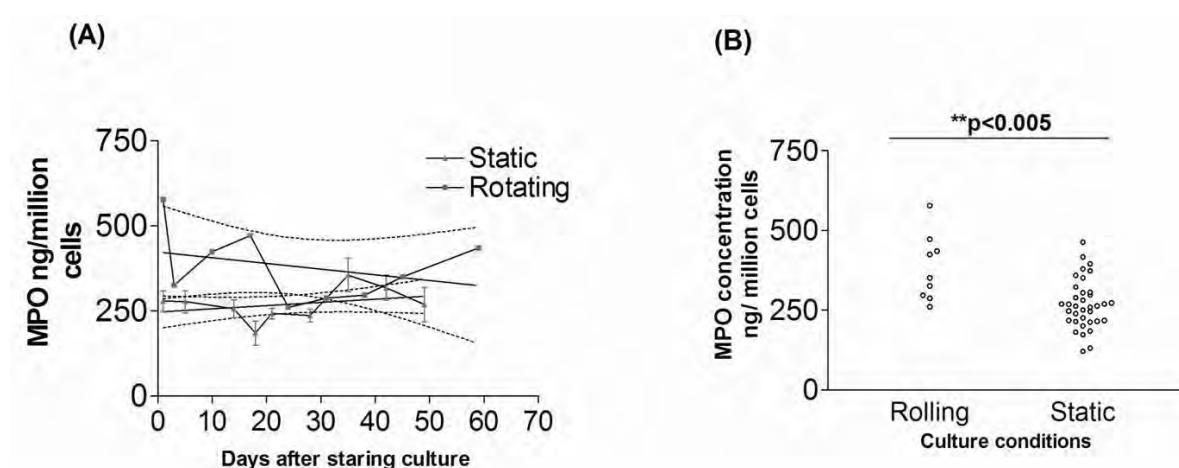 (A)
750
500
250
0
MPO ng/million
cells
Static
Rotating
0 10 20 30 40 50 60 70
Days after staring culture
(B)
**p<0.005
750
500
250
0
MPO concentration
ng/ million cells
Rolling Static
Culture conditions